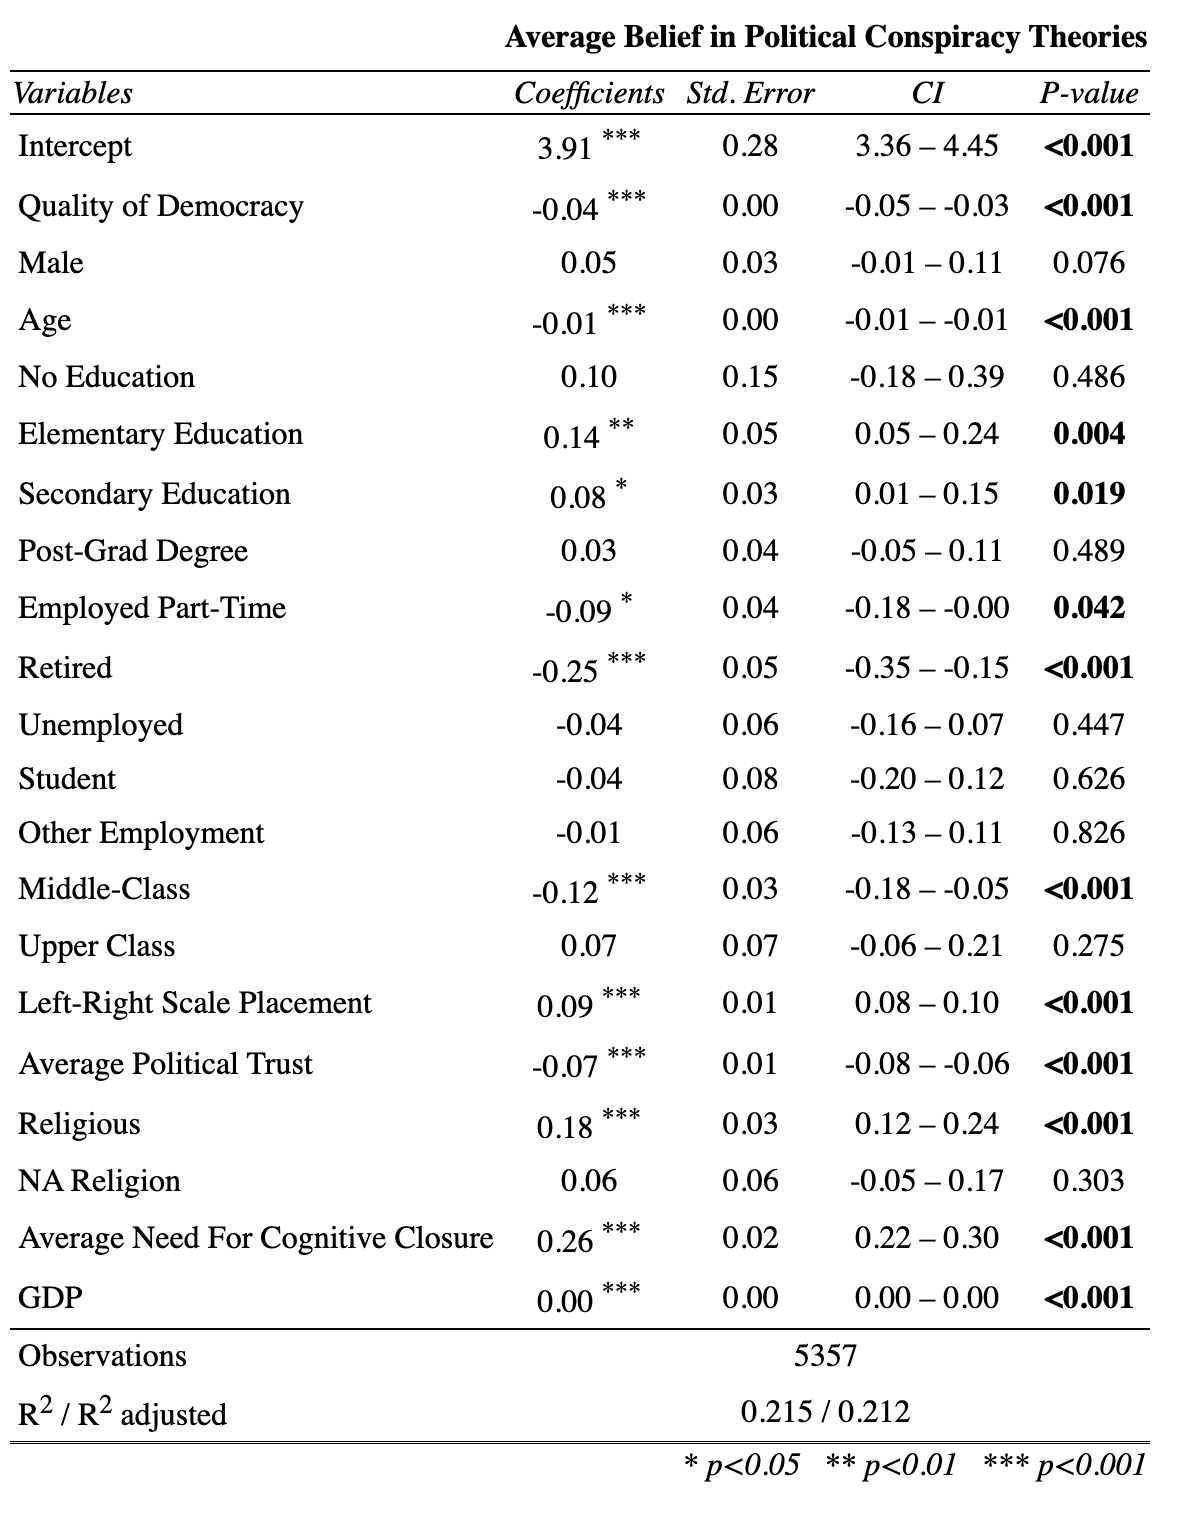 Average Belief in Political Conspiracy Theories
Variables Coefficients Std. Error CI P-value
Intercept 3.91 *** 0.28 3.36 – 4.45 <0.001
Quality of Democracy -0.04 *** 0.00 -0.05 – -0.03 <0.001
Male 0.05 0.03 -0.01 – 0.11 0.076
Age -0.01 *** 0.00 -0.01 – -0.01 <0.001
No Education 0.10 0.15 -0.18 – 0.39 0.486
Elementary Education 0.14 ** 0.05 0.05 – 0.24 0.004
Secondary Education 0.08 * 0.03 0.01 – 0.15 0.019
Post-Grad Degree 0.03 0.04 -0.05 – 0.11 0.489
Employed Part-Time -0.09 * 0.04 -0.18 – -0.00 0.042
Retired -0.25 *** 0.05 -0.35 – -0.15 <0.001
Unemployed -0.04 0.06 -0.16 – 0.07 0.447
Student -0.04 0.08 -0.20 – 0.12 0.626
Other Employment -0.01 0.06 -0.13 – 0.11 0.826
Middle-Class -0.12 *** 0.03 -0.18 – -0.05 <0.001
Upper Class 0.07 0.07 -0.06 – 0.21 0.275
Left-Right Scale Placement 0.09 *** 0.01 0.08 – 0.10 <0.001
Average Political Trust -0.07 *** 0.01 -0.08 – -0.06 <0.001
Religious 0.18 *** 0.03 0.12 – 0.24 <0.001
NA Religion 0.06 0.06 -0.05 – 0.17 0.303
Average Need For Cognitive Closure 0.26 *** 0.02 0.22 – 0.30 <0.001
GDP 0.00 *** 0.00 0.00 – 0.00 <0.001
Observations 5357
R2 / R2 adjusted 0.215 / 0.212
* p<0.05 ** p<0.01 *** p<0.001